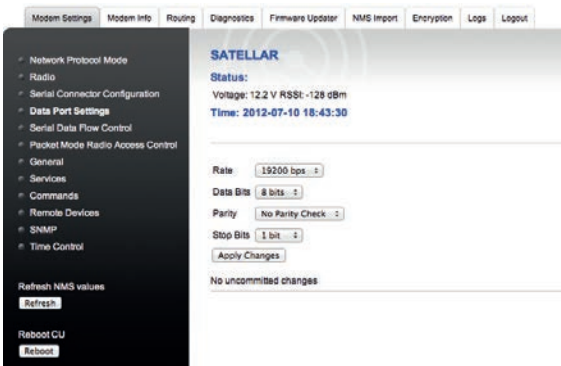 Modem Settings Modem Info Routing Diagnostics Firmware Updater NMS Import Encryption Logs Logout
Network Protocol Mode
Radio
Serial Connector Configuration
Data Port Settings
Serial Data Flow Control
Packet Mode Radio Access Control
General
Services
Commands
Remote Devices
SNMP
Time Control
Refresh NMS values
Refresh
Reboot CU
Reboot
SATELLAR
Status:
Voltage: 12.2 V RSSI: -128 dBm
Time: 2012-07-10 18:43:30
Rate 19200 bps
Data Bits 8 bits
Parity No Parity Check
Stop Bits 1 bit
Apply Changes
No uncommitted changes